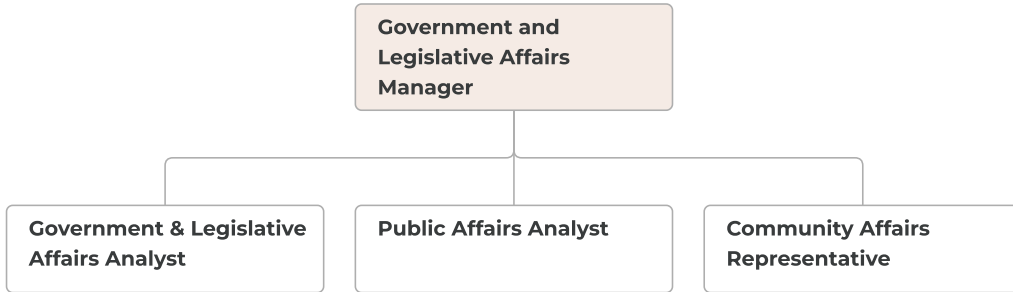 Government and
Legislative Affairs
Manager
Government & Legislative
Affairs Analyst
Public Affairs Analyst
Community Affairs
Representative